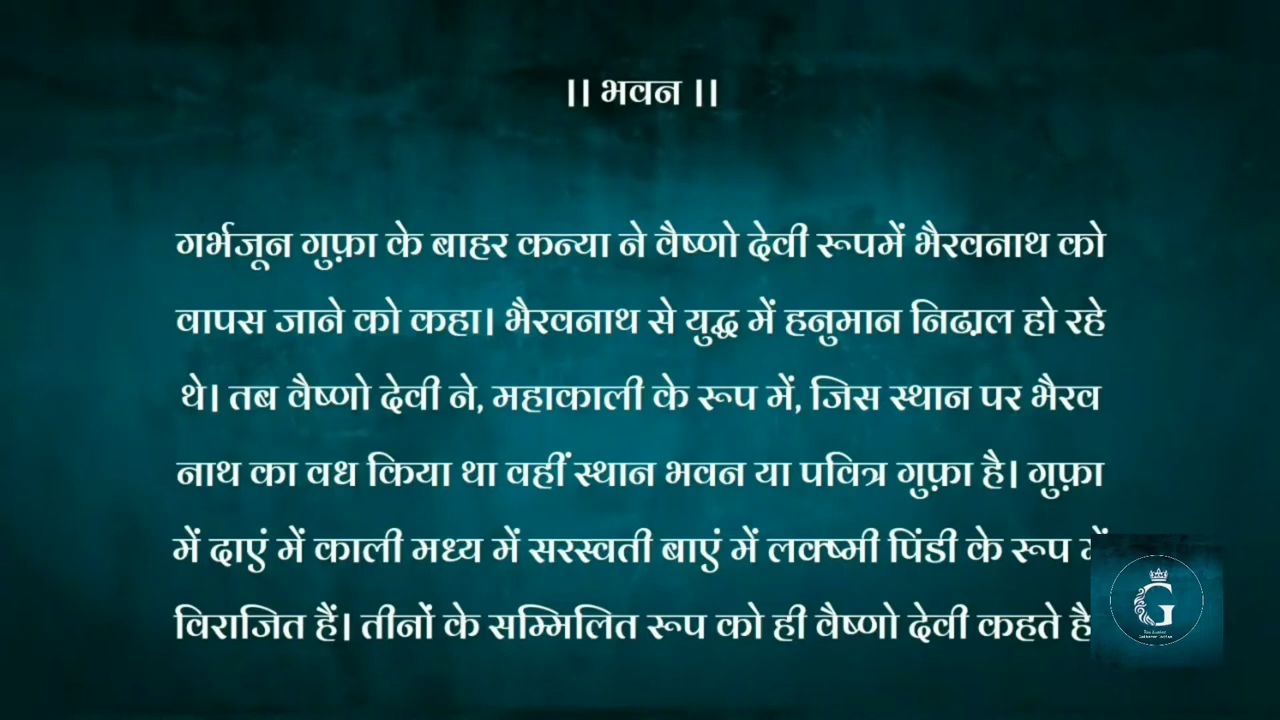 ।। भवन ।।
गर्भजून गुफ़ा के बाहर कन्या ने वैष्णो देवी रूपमें भैरवनाथ को
वापस जाने को कहा। भैरवनाथ से युद्ध में हनुमान निढा़ल हो रहे
थे। तब वैष्णो देवी ने, महाकाली के रूप में, जिस स्थान पर भैरव
नाथ का वध किया था वहीं स्थान भवन या पवित्र गुफ़ा है। गुफ़ा
में दाएं में काली मध्य में सरस्वती बाएं में लक्ष्मी पिंडी के रूप में
विराजित हैं। तीनों के सम्मिलित रूप को ही वैष्णो देवी कहते है
G